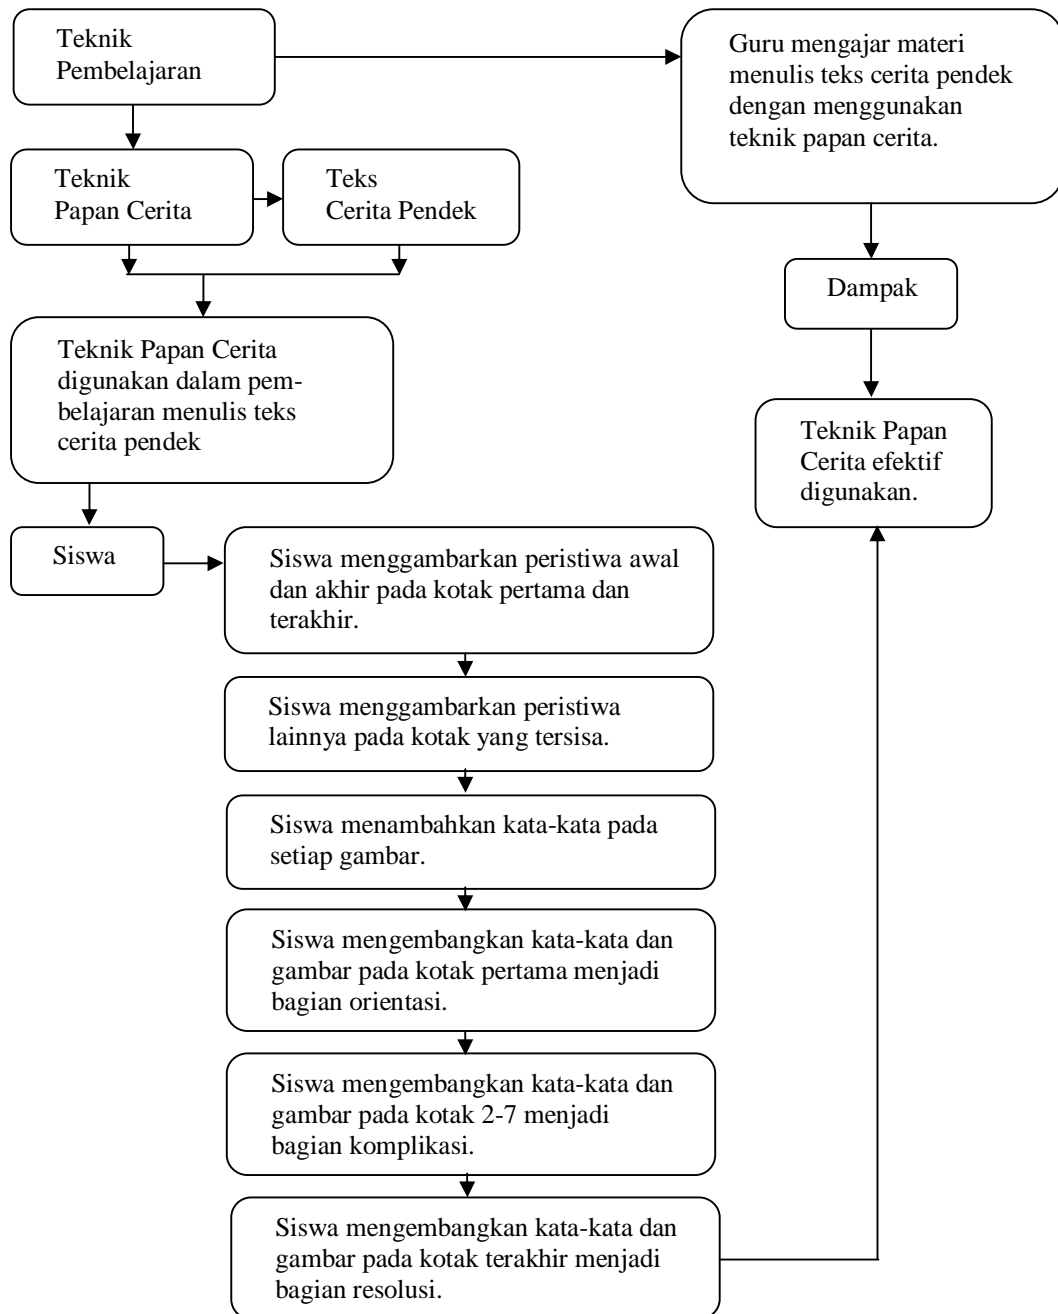 Teknik
Pembelajaran
Guru mengajar materi
menulis teks cerita pendek
dengan menggunakan
teknik papan cerita.
Teknik
Papan Cerita
Teks
Cerita Pendek
Dampak
Teknik Papan Cerita
digunakan dalam pem-
belajaran menulis teks
cerita pendek
Teknik Papan
Cerita efektif
digunakan.
Siswa
Siswa menggambarkan peristiwa awal
dan akhir pada kotak pertama dan
terakhir.
Siswa menggambarkan peristiwa
lainnya pada kotak yang tersisa.
Siswa menambahkan kata-kata pada
setiap gambar.
Siswa mengembangkan kata-kata dan
gambar pada kotak pertama menjadi
bagian orientasi.
Siswa mengembangkan kata-kata dan
gambar pada kotak 2-7 menjadi
bagian komplikasi.
Siswa mengembangkan kata-kata dan
gambar pada kotak terakhir menjadi
bagian resolusi.